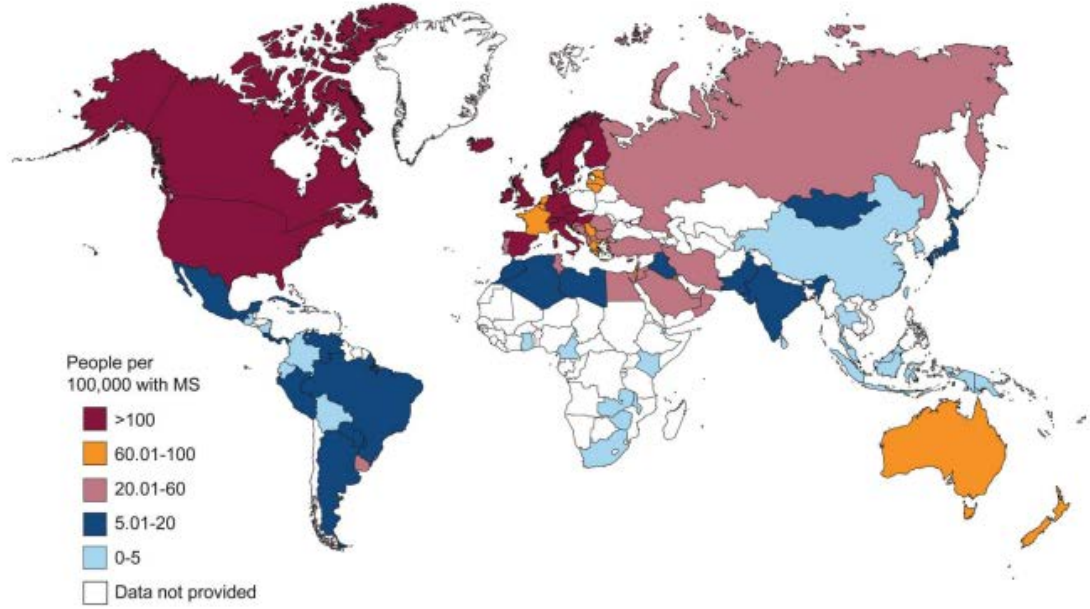 People per
100,000 with MS
>100
60.01-100
20.01-60
5.01-20
0-5
Data not provided